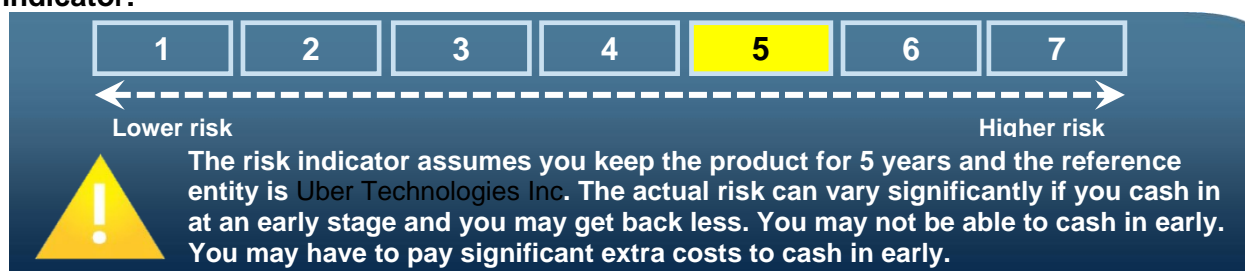 indicator:
1 2 3 4 5 6 7
Lower risk Higher risk
The risk indicator assumes you keep the product for 5 years and the reference
entity is Uber Technologies Inc. The actual risk can vary significantly if you cash in
at an early stage and you may get back less. You may not be able to cash in early.
You may have to pay significant extra costs to cash in early.